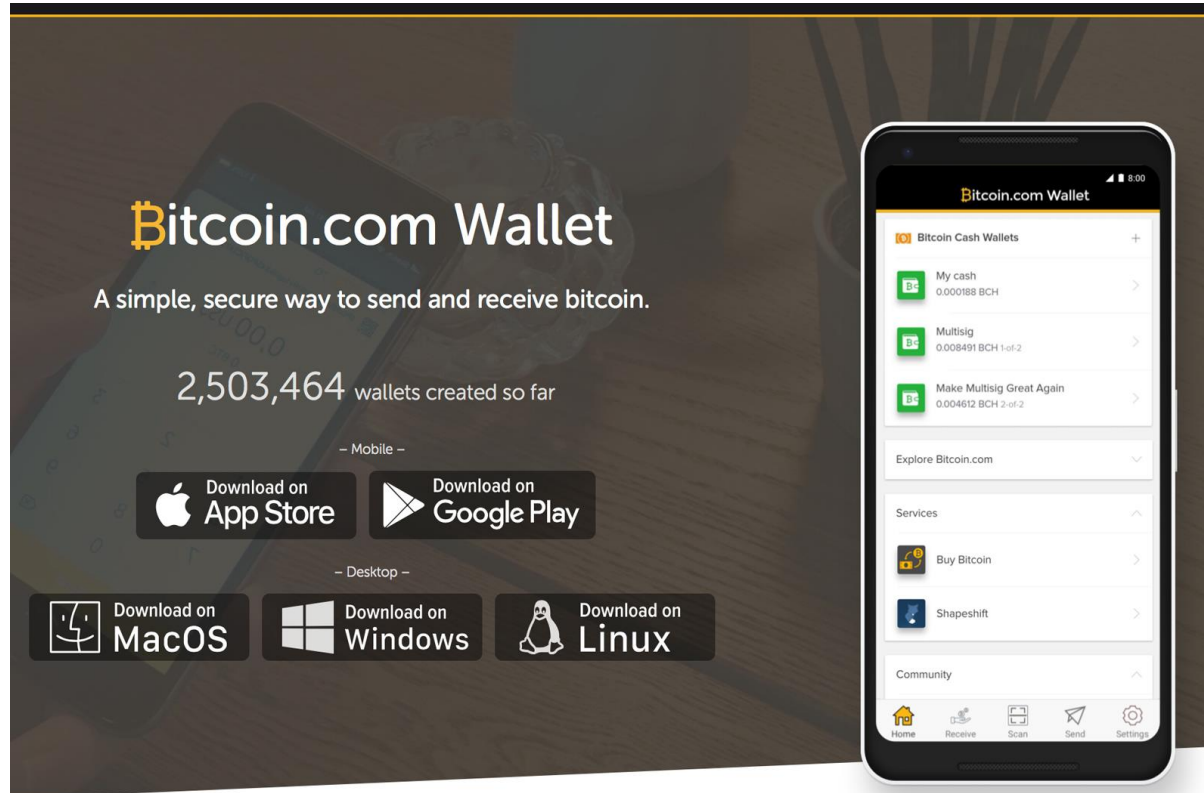 Bitcoin.com Wallet
A simple, secure way to send and receive bitcoin.
2,503,464 wallets created so far
– Mobile –
Download on
App Store
Download on
Google Play
– Desktop –
Download on
MacOS
Download on
Windows
Download on
Linux
8:00
Bitcoin.com Wallet
Bitcoin Cash Wallets
My cash
0.000188 BCH
Multisig
0.008491 BCH 1-of-2
Make Multisig Great Again
0.004612 BCH 2-of-2
Explore Bitcoin.com
Services
Buy Bitcoin
Shapeshift
Community
Home Receive Scan Send Settings